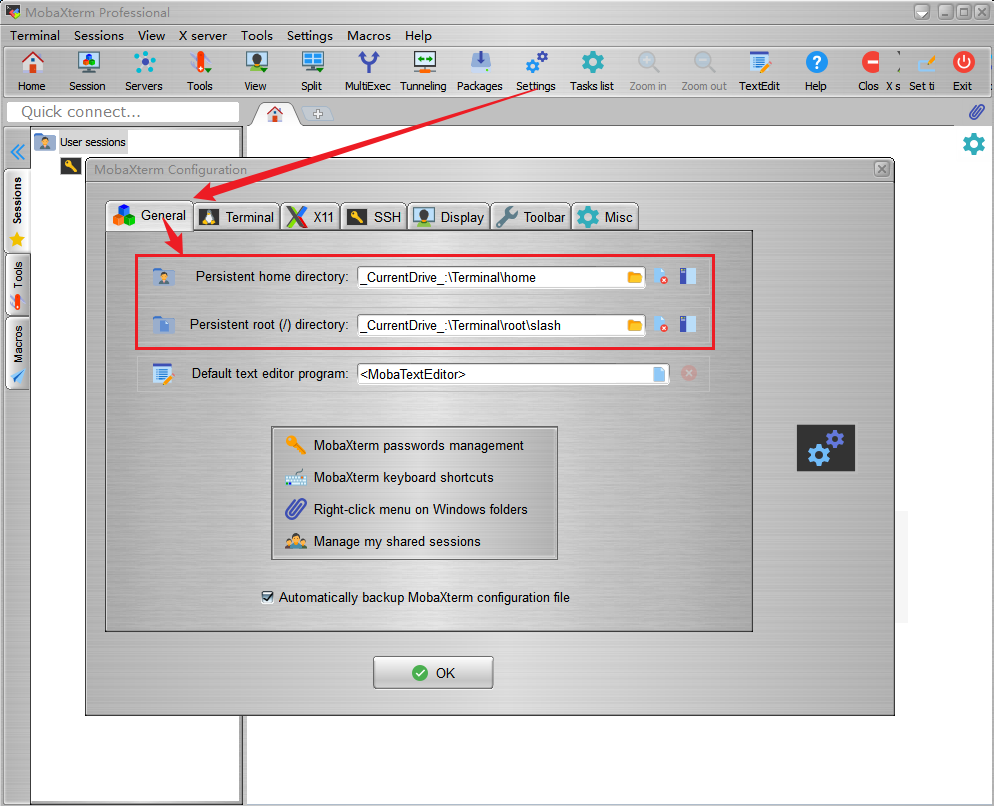 MobaXterm Professional
Terminal Sessions View X server Tools Settings Macros Help
Home Session Servers Tools View Split MultiExec Tunneling Packages Settings Tasks list Zoom in Zoom out TextEdit Help Clos X s Set ti Exit
Quick connect...
User sessions
Sessions
Tools
Macros
MobaXterm Configuration
General Terminal X11 SSH Display Toolbar Misc
Persistent home directory: _CurrentDrive_:\Terminal\home
Persistent root (/) directory: _CurrentDrive_:\Terminal\root\slash
Default text editor program: <MobaTextEditor>
MobaXterm passwords management
MobaXterm keyboard shortcuts
Right-click menu on Windows folders
Manage my shared sessions
Automatically backup MobaXterm configuration file
OK